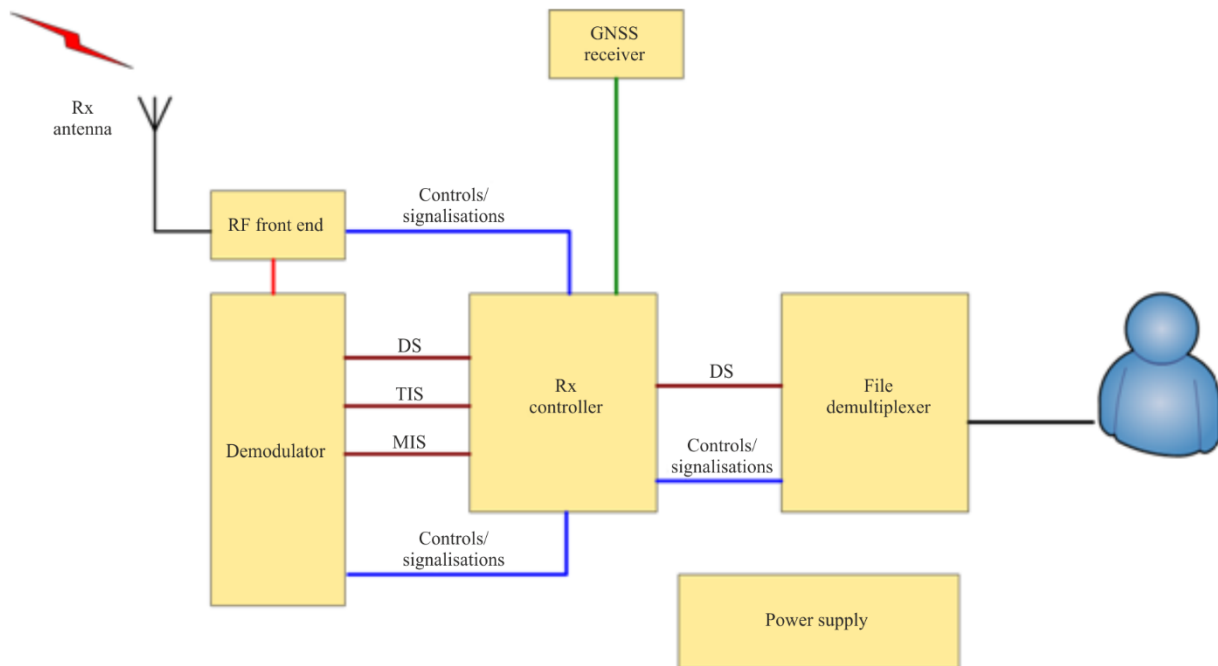 GNSS
receiver
Rx
antenna
RF front end
Controls/
signalisations
DS
TIS
MIS
Demodulator
Rx
controller
DS
File
demultiplexer
Controls/
signalisations
Controls/
signalisations
Power supply